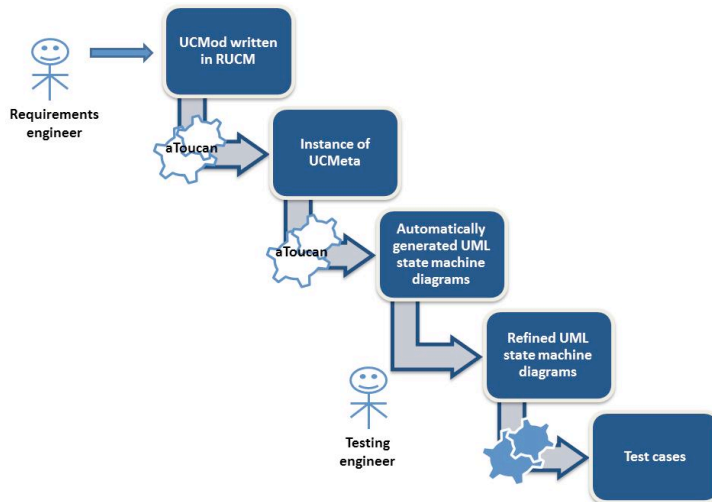 UCMod written
in RUCM
Requirements
engineer
aToucan
Instance of
UCMeta
aToucan
Automatically
generated UML
state machine
diagrams
Refined UML
state machine
diagrams
Testing
engineer
Test cases